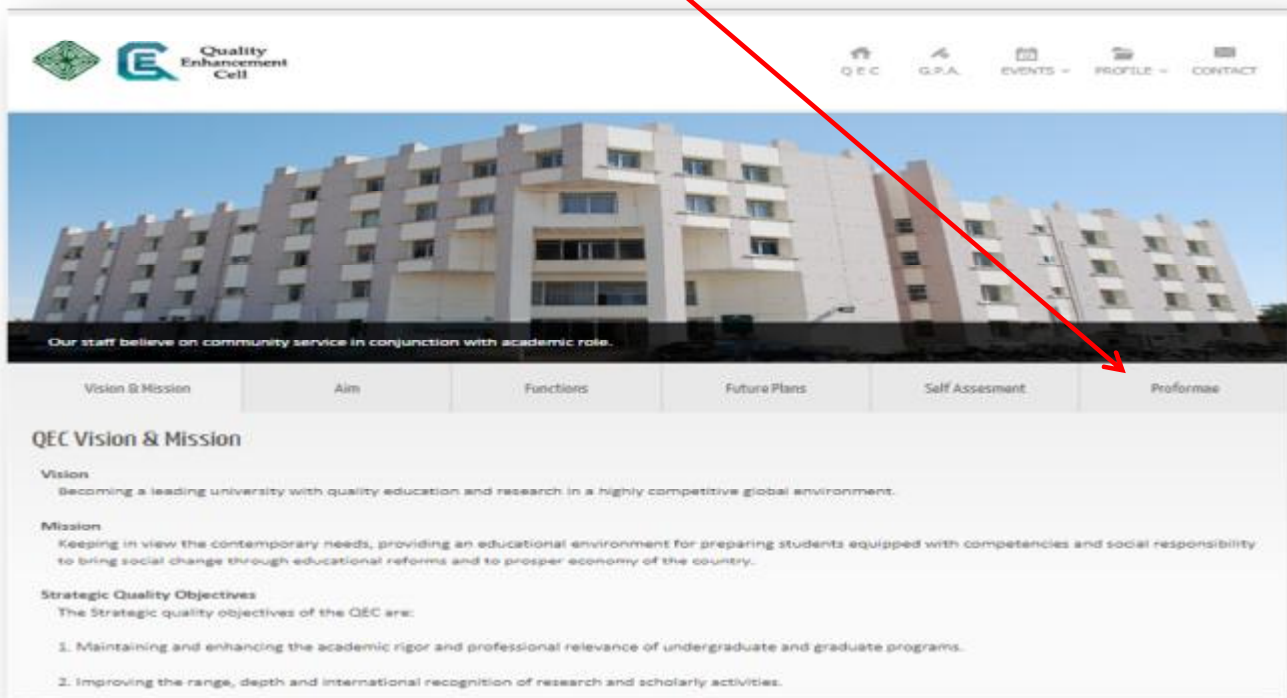 Quality
Enhancement
Cell
Q E C G.P.A. EVENTS PROFILE CONTACT
Our staff believe on community service in conjunction with academic role.
Vision & Mission Aim Functions Future Plans Self Assesment Proformae
QEC Vision & Mission
Vision
Becoming a leading university with quality education and research in a highly competitive global environment.
Mission
Keeping in view the contemporary needs, providing an educational environment for preparing students equipped with competencies and social responsibility
to bring social change through educational reforms and to prosper economy of the country.
Strategic Quality Objectives
The Strategic quality objectives of the QEC are:
1. Maintaining and enhancing the academic rigor and professional relevance of undergraduate and graduate programs.
2. Improving the range, depth and international recognition of research and scholarly activities.